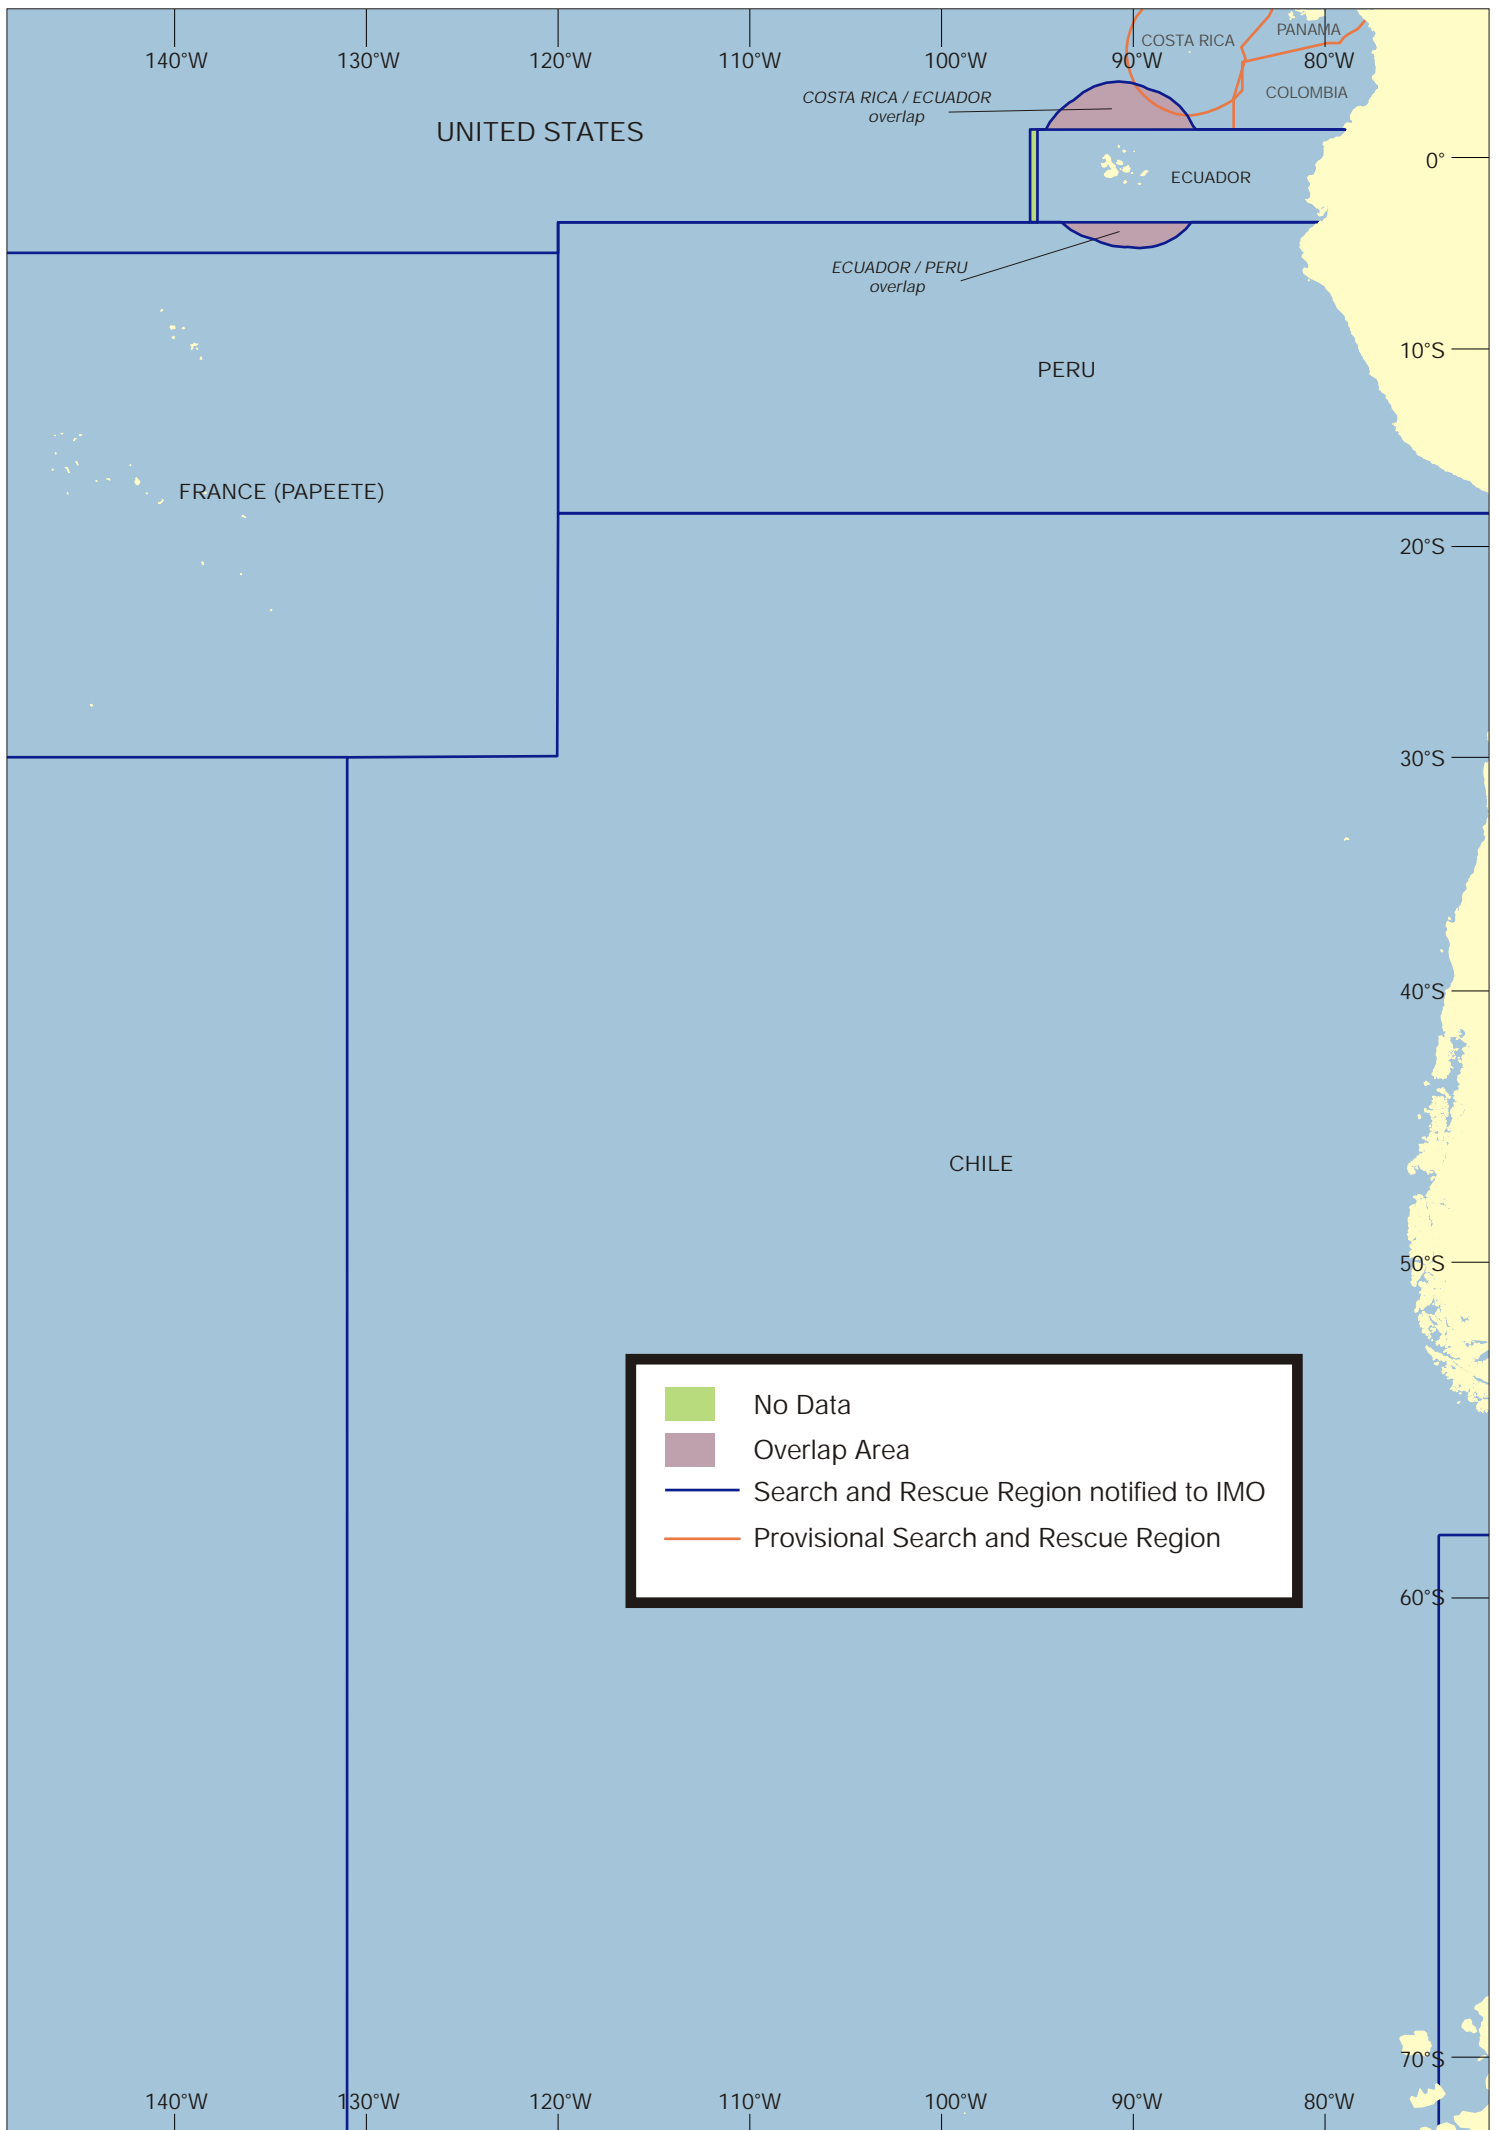 COSTA RICA
PANAMA
140°W 130°W 120°W 110°W 100°W 90°W 80°W
COLOMBIA
COSTA RICA / ECUADOR
overlap
UNITED STATES
0°
ECUADOR
ECUADOR / PERU
overlap
10°S
PERU
FRANCE (PAPEETE)
20°S
30°S
40°S
CHILE
50°S
No Data
Overlap Area
Search and Rescue Region notified to IMO
Provisional Search and Rescue Region
60°S
70°S
140°W 130°W 120°W 110°W 100°W 90°W 80°W